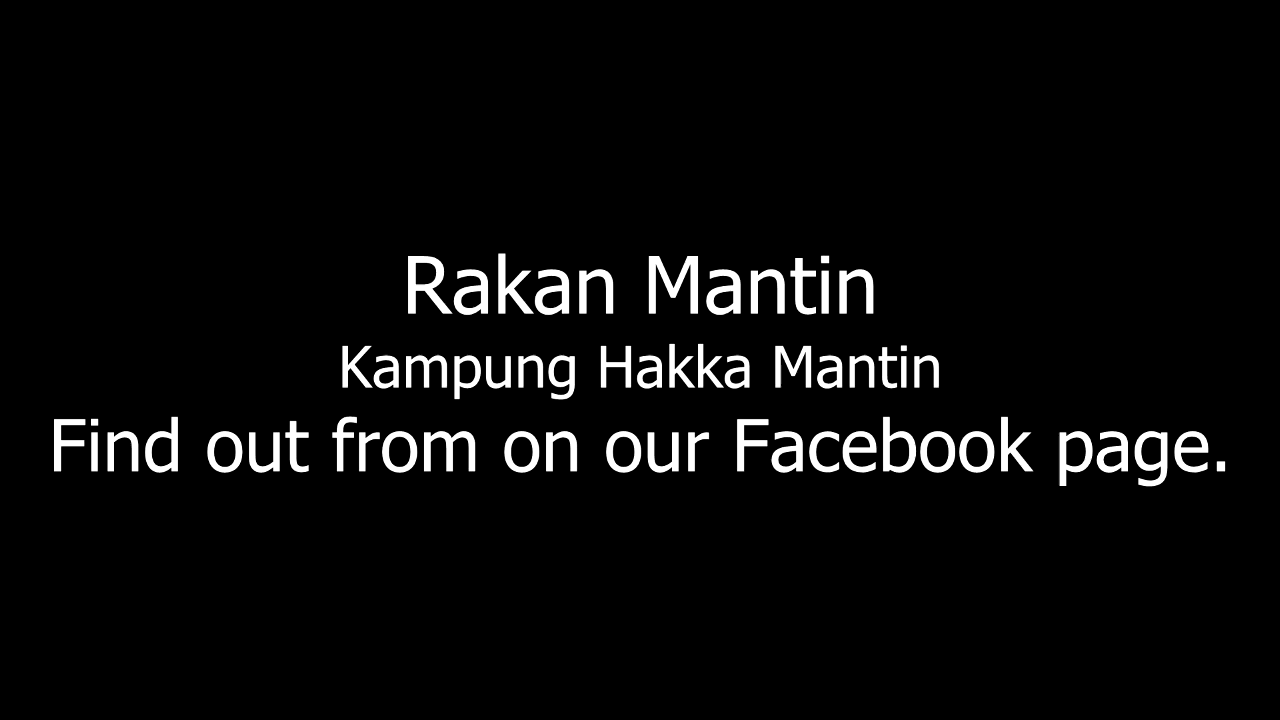 Rakan Mantin
Kampung Hakka Mantin
Find out from on our Facebook page.